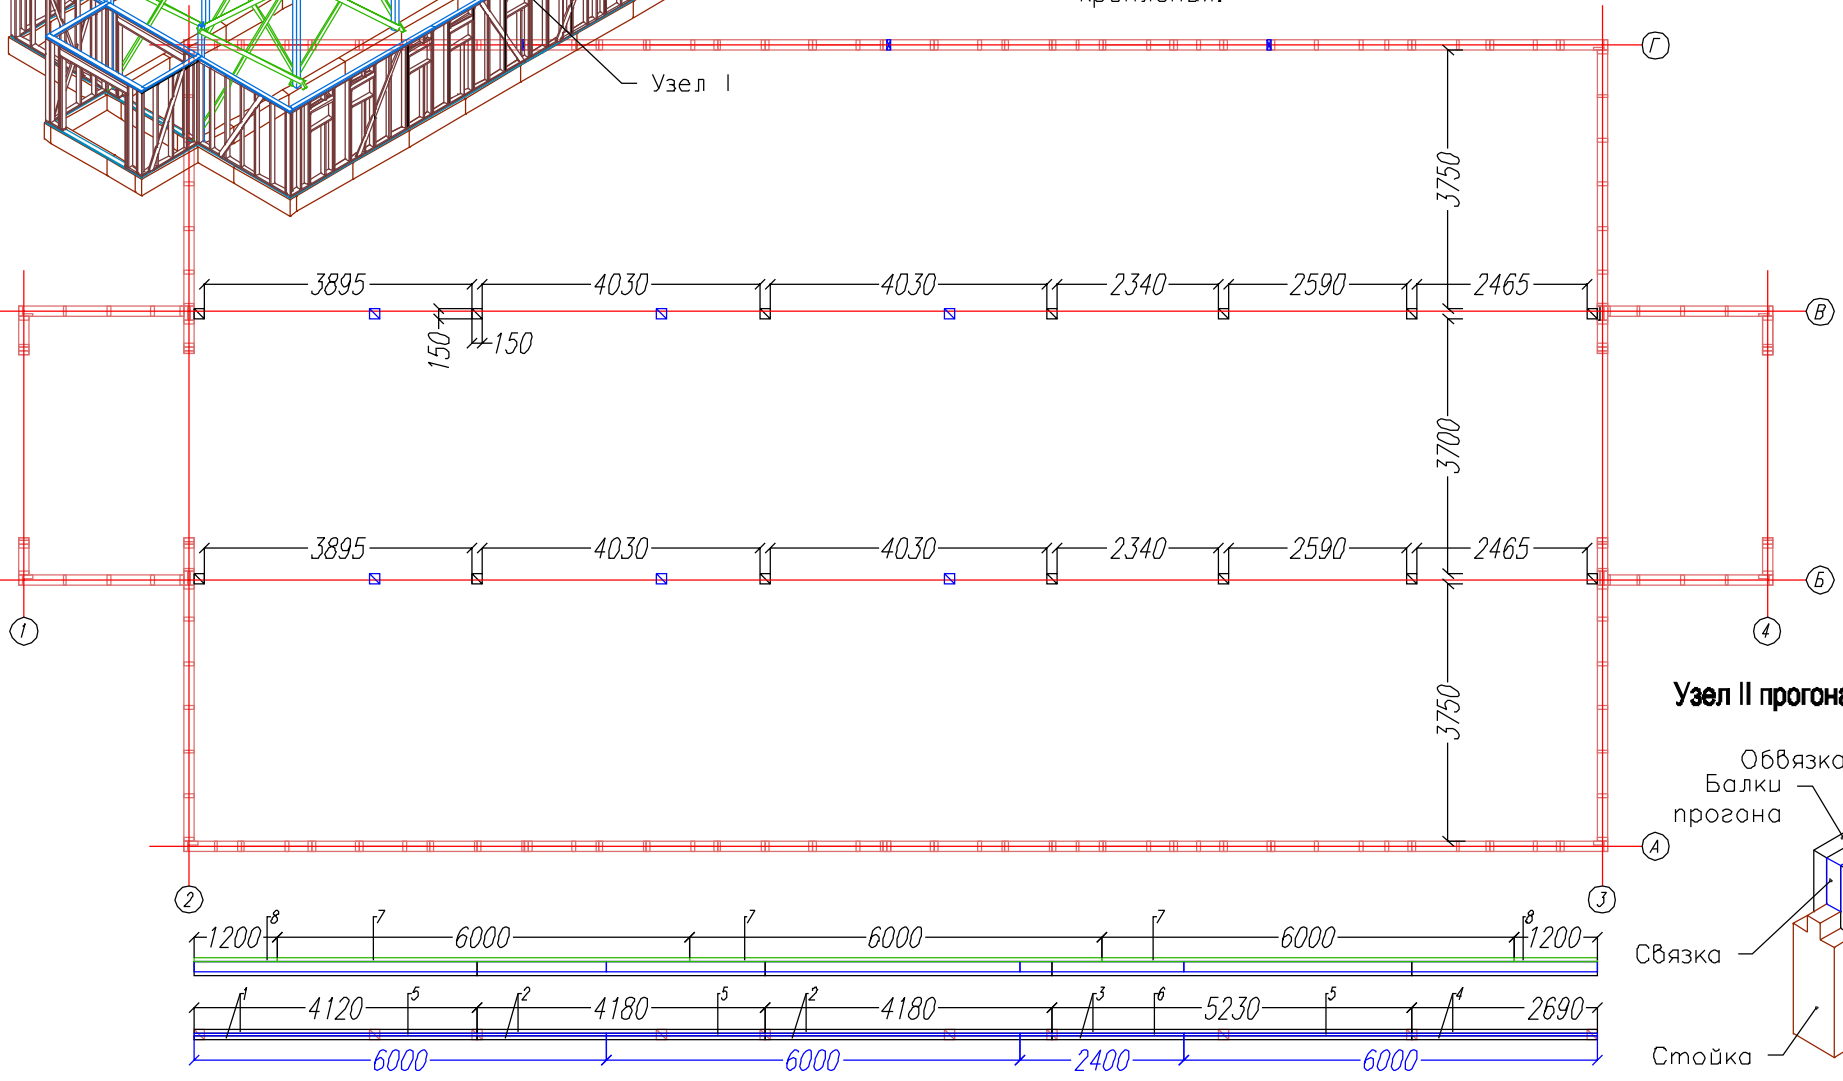 Узел I
Г
3750
3895 4030 4030 2340 2590 2465
В
150
150
3700
3895 4030 4030 2340 2590 2465
Б
1
4
3750
Узел II прогона
Обвязка
Балки
прогона
А
2
3
8 7 7 7 8
1200 6000 6000 6000 1200
Связка
1 5 2 5 2 3 6 5 4
4120 4180 4180 5230 2690
6000 6000 2400 6000
Стойка